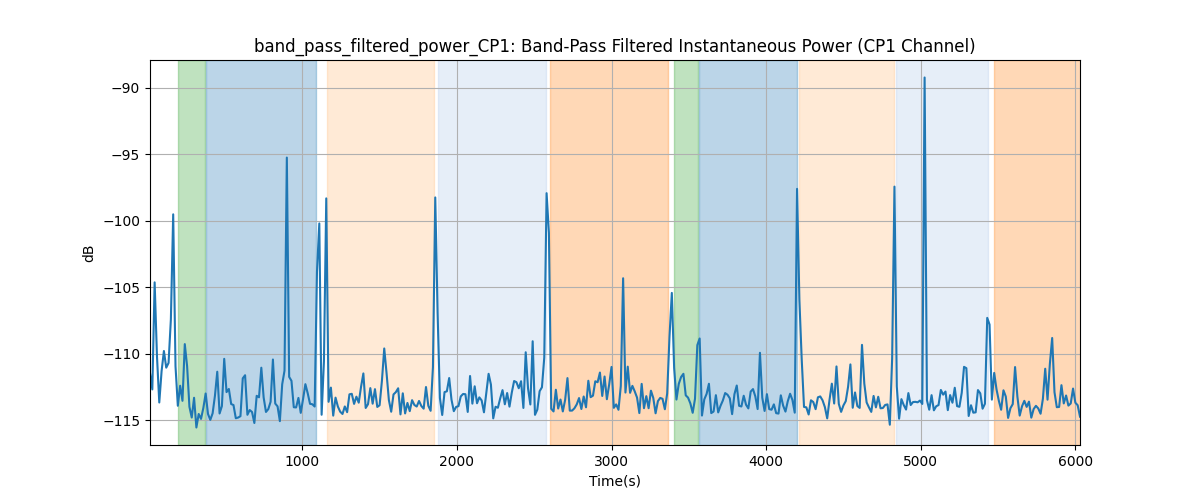 band_pass_filtered_power_CP1: Band-Pass Filtered Instantaneous Power (CP1 Channel)
dB
−90
−95
−100
−105
−110
−115
1000 2000 3000 4000 5000 6000
Time(s)